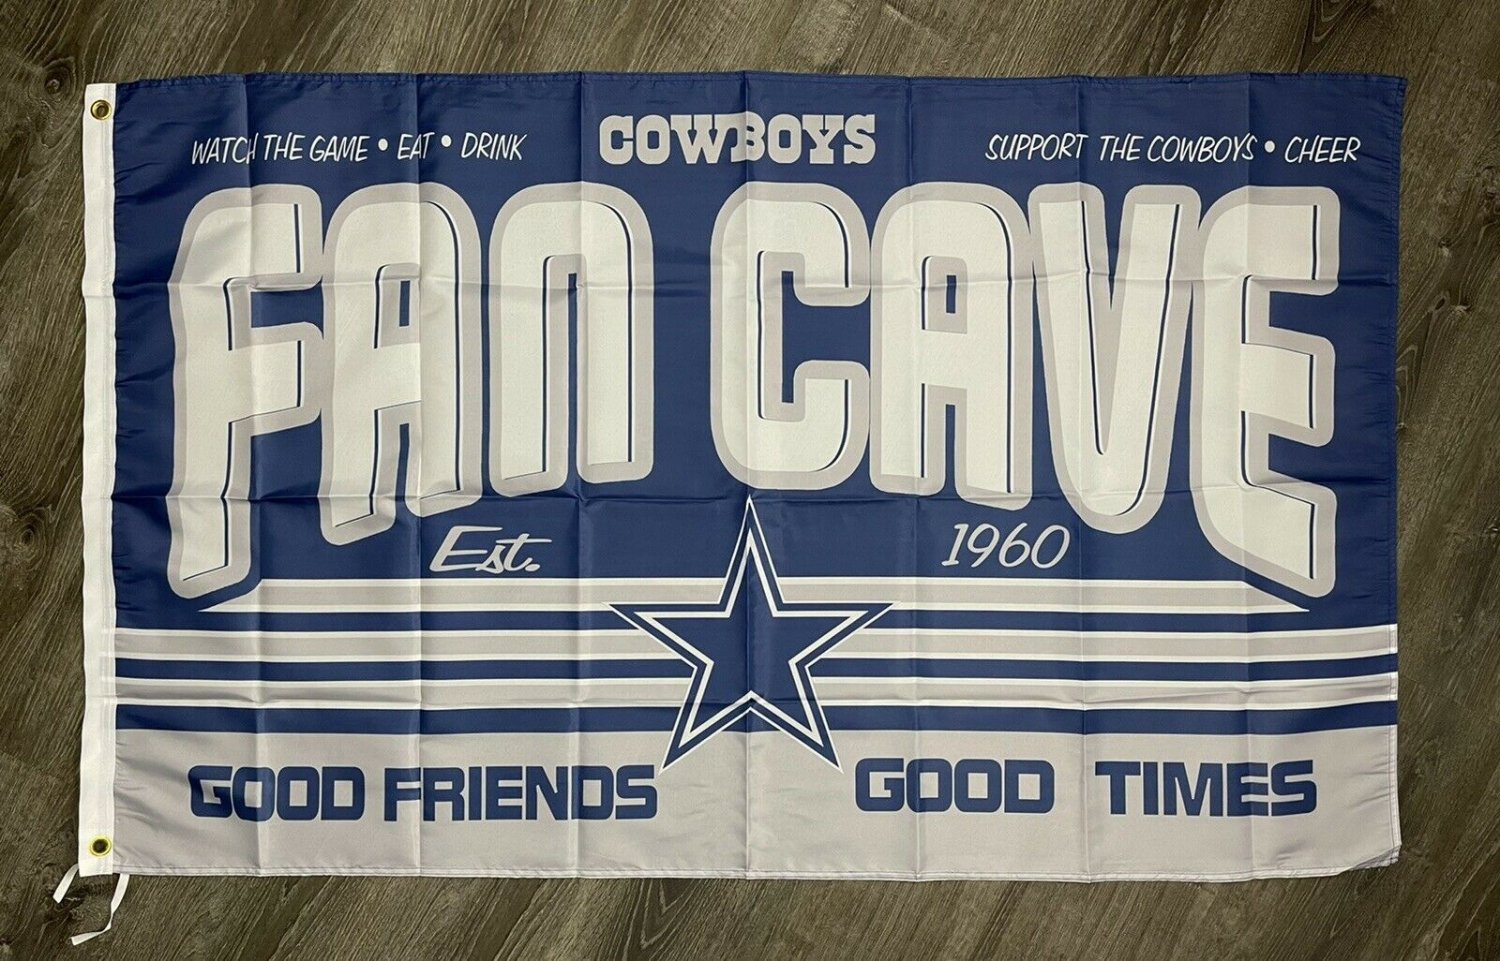 WATCH THE GAME • EAT • DRINK
COWBOYS
SUPPORT THE COWBOYS • CHEER
FAN CAVE
Est.
1960
GOOD FRIENDS
GOOD TIMES